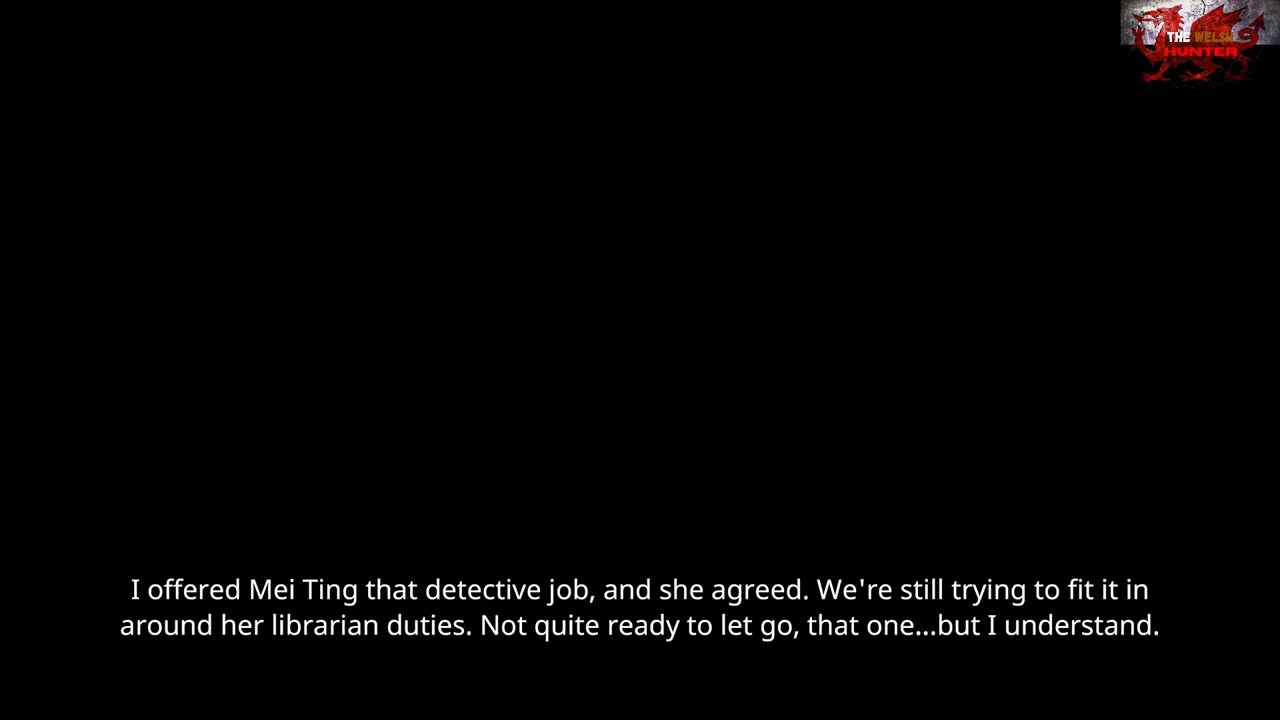 THE WELSH
HUNTER
I offered Mei Ting that detective job, and she agreed. We're still trying to fit it in
around her librarian duties. Not quite ready to let go, that one...but I understand.